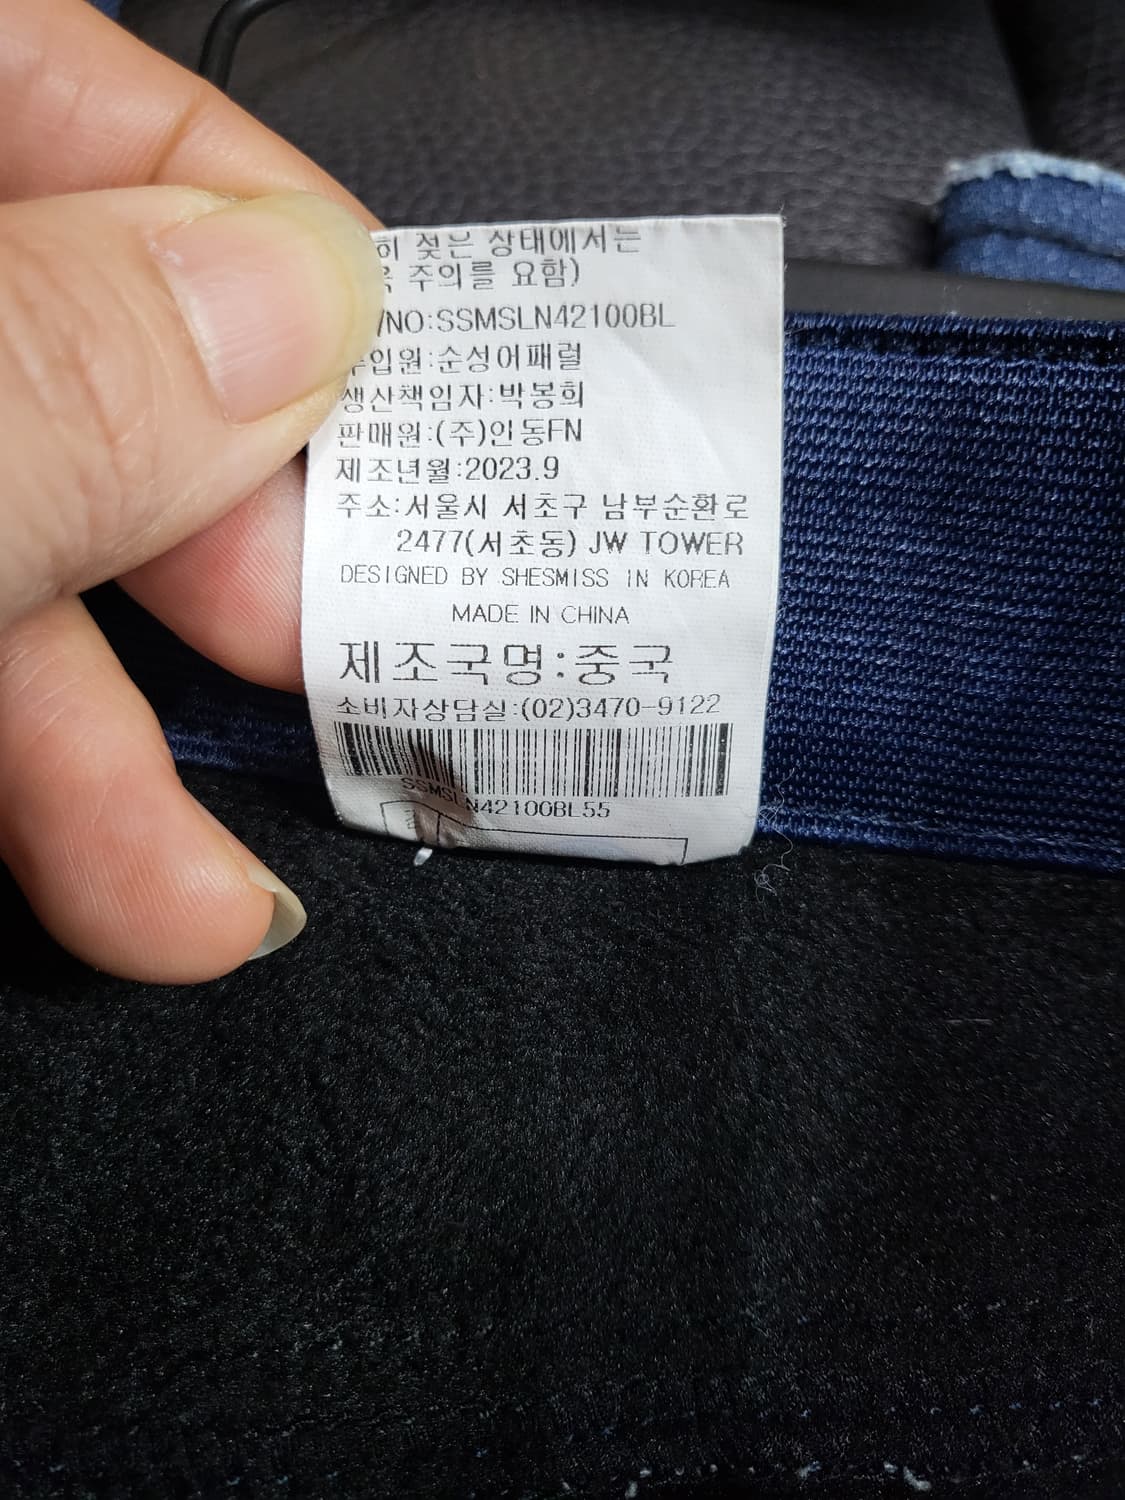 젖은 상태에서는
주의를 요함)
/NO:SSMSLN42100BL
수입원:순성어패럴
생산책임자:박봉희
판매원:(주)인동FN
제조년월:2023.9
주소:서울시 서초구 남부순환로
2477(서초동) JW TOWER
DESIGNED BY SHESMISS IN KOREA
MADE IN CHINA
제조국명:중국
소비자상담실:(02)3470-9122
SSMSLN42100BL55